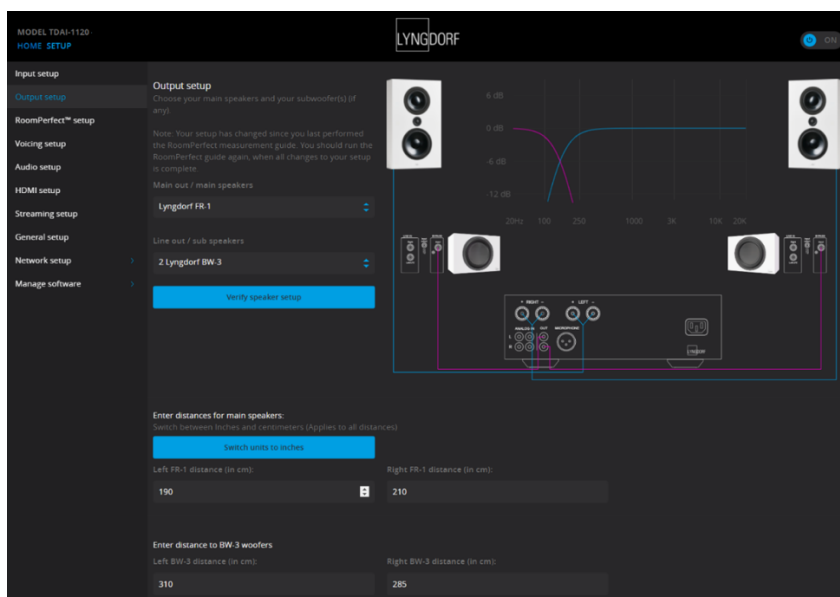 MODEL TDAI-1120
HOME SETUP
LYNGDORF
ON
Input setup
Output setup
RoomPerfect™ setup
Voicing setup
Audio setup
HDMI setup
Streaming setup
General setup
Network setup
Manage software
Output setup
Choose your main speakers and your subwoofer(s) (if
any).
Note: Your setup has changed since you last performed
the RoomPerfect measurement guide. You should run the
RoomPerfect guide again, when all changes to your setup
is complete.
Main out / main speakers
Lyngdorf FR-1
Line out / sub speakers
2 Lyngdorf BW-3
Verify speaker setup
6 dB
0 dB
-6 dB
-12 dB
20Hz 100 250 1000 3K 10K 20K
+ RIGHT - + LEFT -
ANALOG IN OUT MICROPHONE
L
R
LYNGDORF
Enter distances for main speakers:
Switch between Inches and centimeters (Applies to all distances)
Switch units to inches
Left FR-1 distance (in cm): Right FR-1 distance (in cm):
190 210
Enter distance to BW-3 woofers
Left BW-3 distance (in cm): Right BW-3 distance (in cm):
310 285